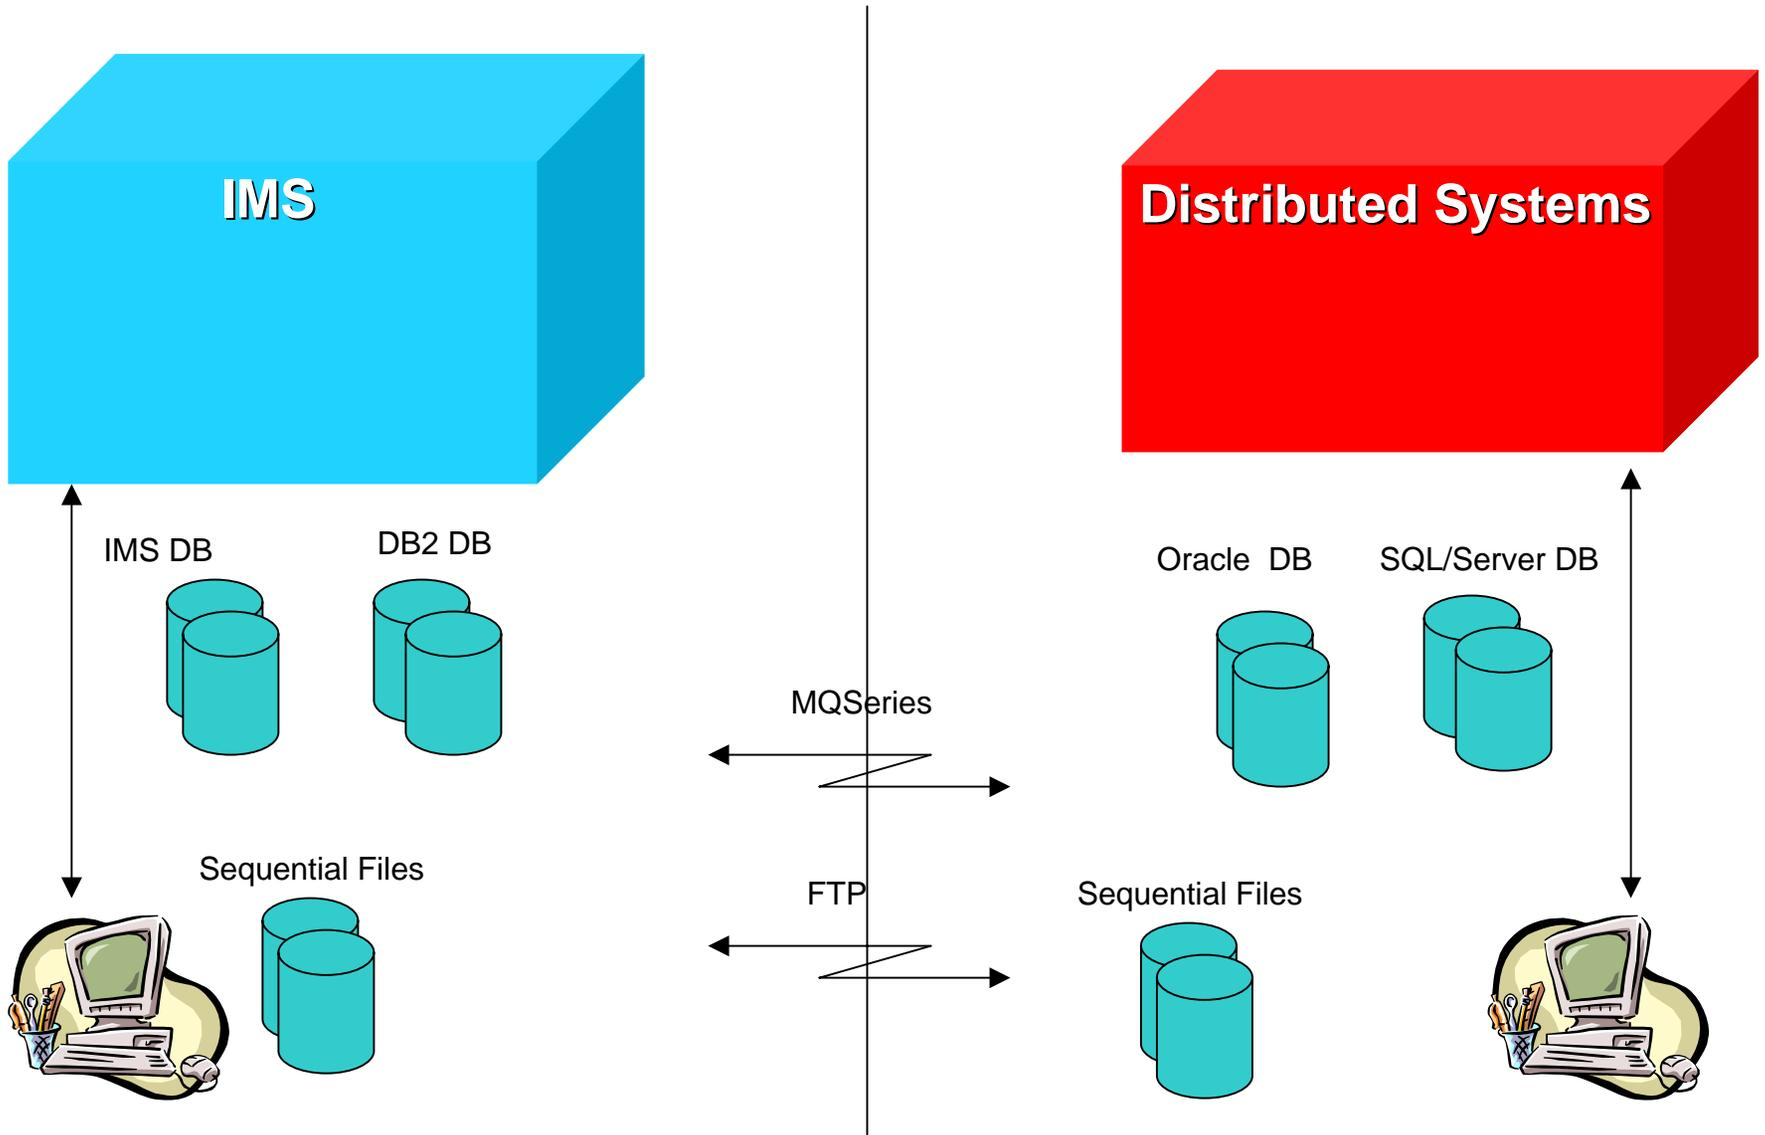 IMS
Distributed Systems
IMS DB
DB2 DB
Oracle  DB
SQL/Server DB
MQSeries
Sequential Files
FTP
Sequential Files